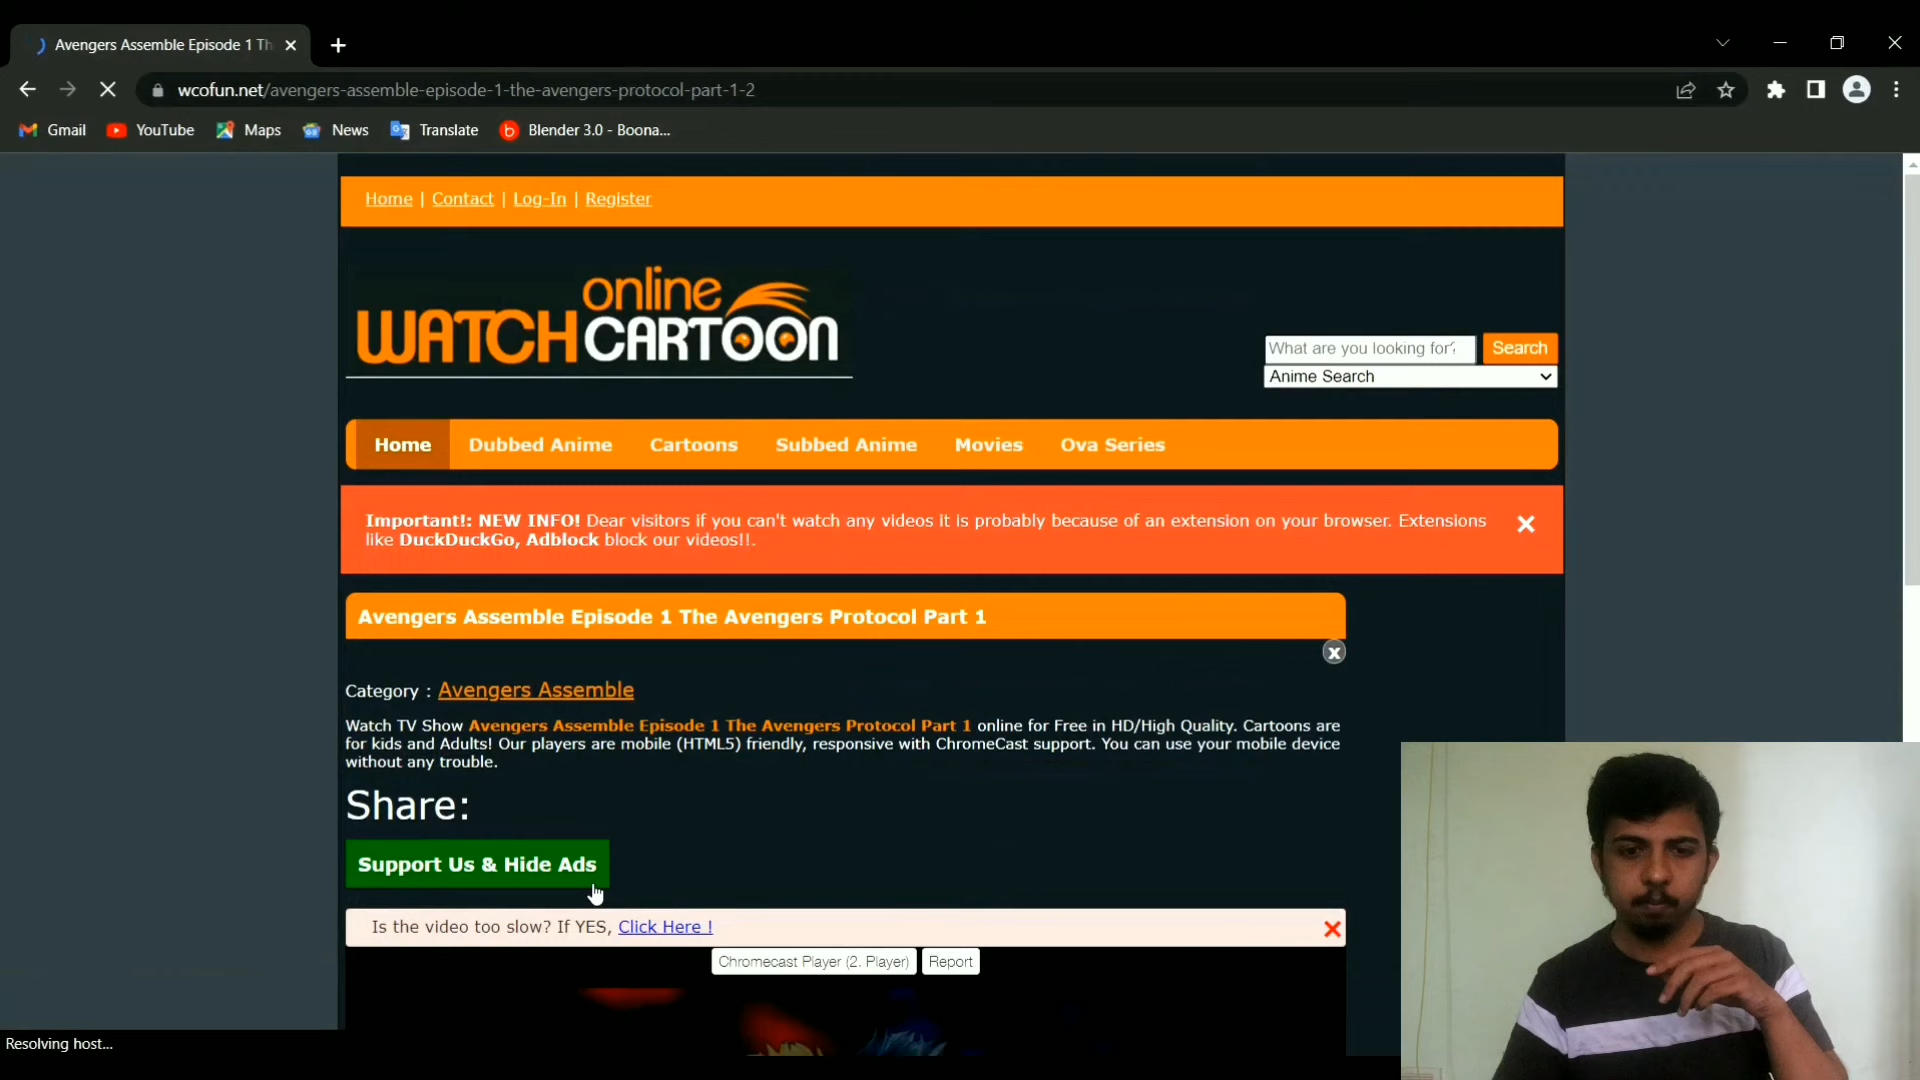 Avengers Assemble Episode 1 Th
wcofun.net/avengers-assemble-episode-1-the-avengers-protocol-part-1-2
Gmail YouTube Maps News Translate Blender 3.0 - Boona...
Home | Contact | Log-In | Register
online
WATCH CARTOON
What are you looking for? Search
Anime Search
Home Dubbed Anime Cartoons Subbed Anime Movies Ova Series
Important!: NEW INFO! Dear visitors if you can't watch any videos it is probably because of an extension on your browser. Extensions
like DuckDuckGo, Adblock block our videos!!.
Avengers Assemble Episode 1 The Avengers Protocol Part 1
x
Category : Avengers Assemble
Watch TV Show Avengers Assemble Episode 1 The Avengers Protocol Part 1 online for Free in HD/High Quality. Cartoons are
for kids and Adults! Our players are mobile (HTML5) friendly, responsive with ChromeCast support. You can use your mobile device
without any trouble.
Share:
Support Us & Hide Ads
Is the video too slow? If YES, Click Here !
Chromecast Player (2. Player) Report
Resolving host...